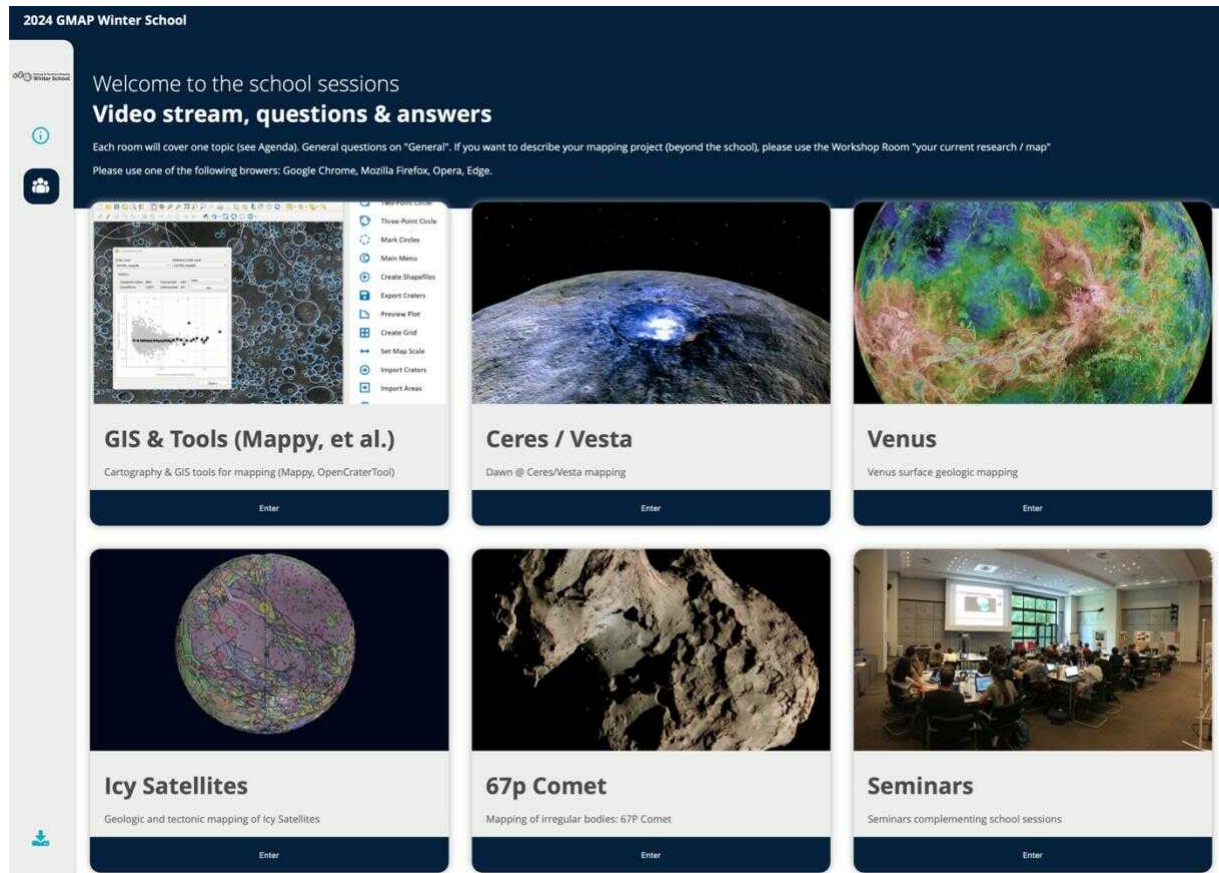 2024 GMAP Winter School
Winter School
Welcome to the school sessions
Video stream, questions & answers
Each room will cover one topic (see Agenda). General questions on "General". If you want to describe your mapping project (beyond the school), please use the Workshop Room "your current research / map"
Please use one of the following browers: Google Chrome, Mozilla Firefox, Opera, Edge.
Two-Point Circle
Three-Point Circle
Mark Circles
Main Menu
Create Shapefiles
Export Craters
Preview Plot
Create Grid
Set Map Scale
Import Craters
Import Areas
GIS & Tools (Mappy, et al.)
Cartography & GIS tools for mapping (Mappy, OpenCraterTool)
Enter
Ceres / Vesta
Dawn @ Ceres/Vesta mapping
Enter
Venus
Venus surface geologic mapping
Enter
Icy Satellites
Geologic and tectonic mapping of Icy Satellites
Enter
67p Comet
Mapping of irregular bodies: 67P Comet
Enter
Seminars
Seminars complementing school sessions
Enter